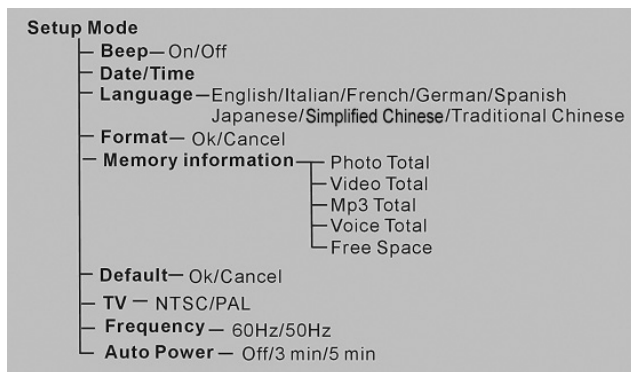 Setup Mode
Beep—On/Off
Date/Time
Language—English/Italian/French/German/Spanish
Japanese/Simplified Chinese/Traditional Chinese
Format—Ok/Cancel
Memory information—Photo Total
Video Total
Mp3 Total
Voice Total
Free Space
Default—Ok/Cancel
TV—NTSC/PAL
Frequency—60Hz/50Hz
Auto Power—Off/3 min/5 min